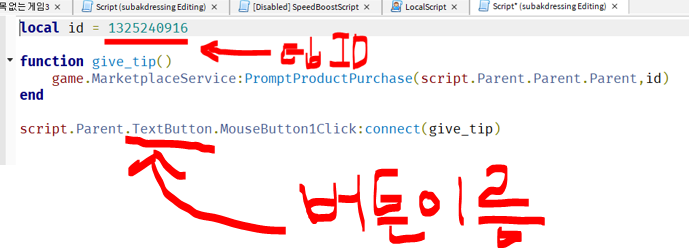 목없는 게임3
Script (subakdressing Editing)
[Disabled] SpeedBoostScript
LocalScript
Script* (subakdressing Editing)
local id = 1325240916
function give_tip()
game.MarketplaceService:PromptProductPurchase(script.Parent.Parent.Parent,id)
end
script.Parent.TextButton.MouseButton1Click:connect(give_tip)
ID
버튼이름